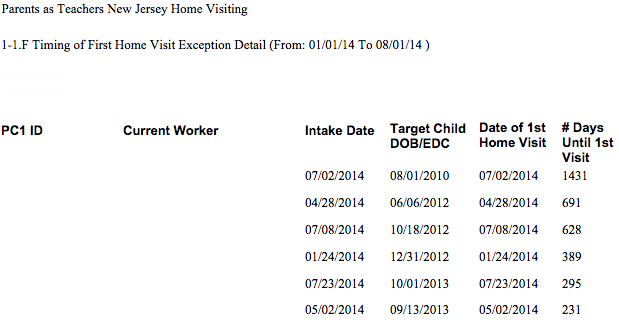 Parents as Teachers New Jersey Home Visiting
1-1.F Timing of First Home Visit Exception Detail (From: 01/01/14 To 08/01/14 )
PC1 ID Current Worker Intake Date Target Child DOB/EDC Date of 1st Home Visit # Days Until 1st Visit
07/02/2014 08/01/2010 07/02/2014 1431
04/28/2014 06/06/2012 04/28/2014 691
07/08/2014 10/18/2012 07/08/2014 628
01/24/2014 12/31/2012 01/24/2014 389
07/23/2014 10/01/2013 07/23/2014 295
05/02/2014 09/13/2013 05/02/2014 231